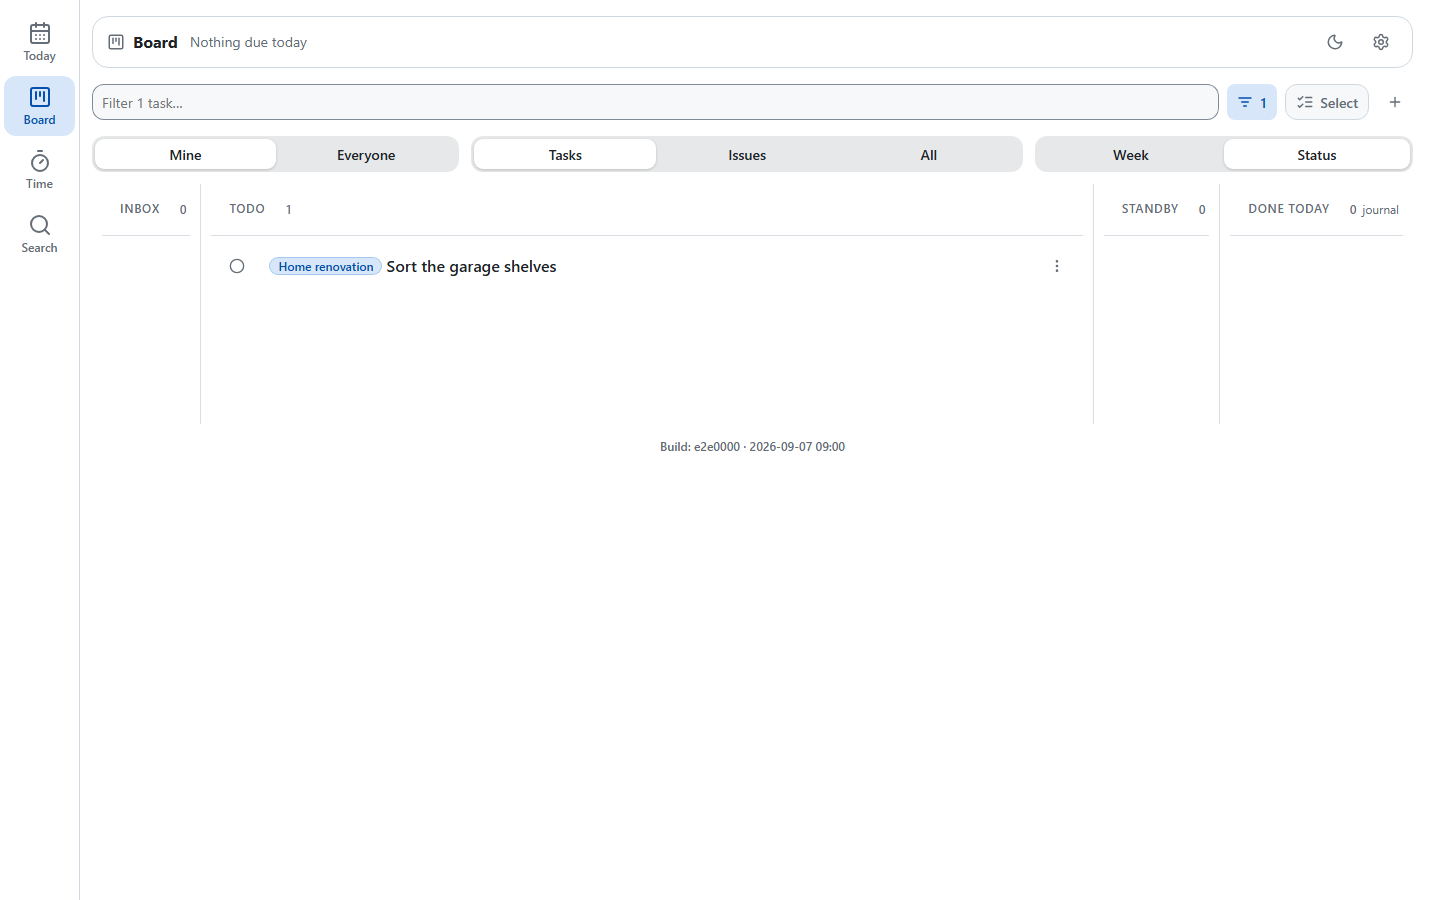 Today
Board
Time
Search
Board Nothing due today
Filter 1 task...
1
Select
Mine Everyone
Tasks Issues All
Week Status
INBOX 0
TODO 1
STANDBY 0
DONE TODAY 0 journal
Home renovation Sort the garage shelves
Build: e2e0000 · 2026-09-07 09:00